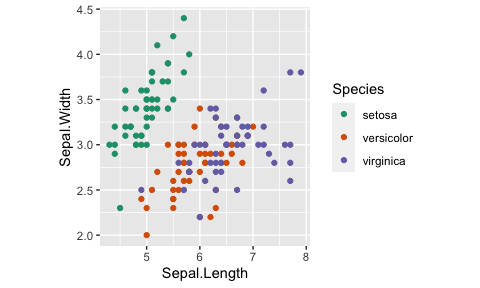 4.5
4.0
3.5
3.0
2.5
2.0
Sepal.Width
5
6
7
8
Sepal.Length
Species
setosa
versicolor
virginica